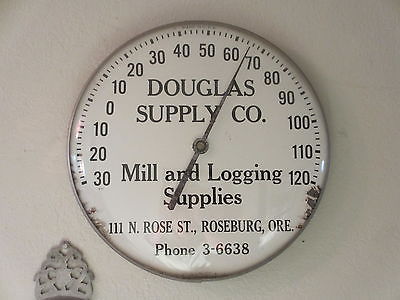 30 20 10 0 10 20 30 40 50 60 70 80 90 100 120
DOUGLAS
SUPPLY CO.
Mill and Logging
Supplies
111 N. ROSE ST., ROSEBURG, ORE.
Phone 3-6638